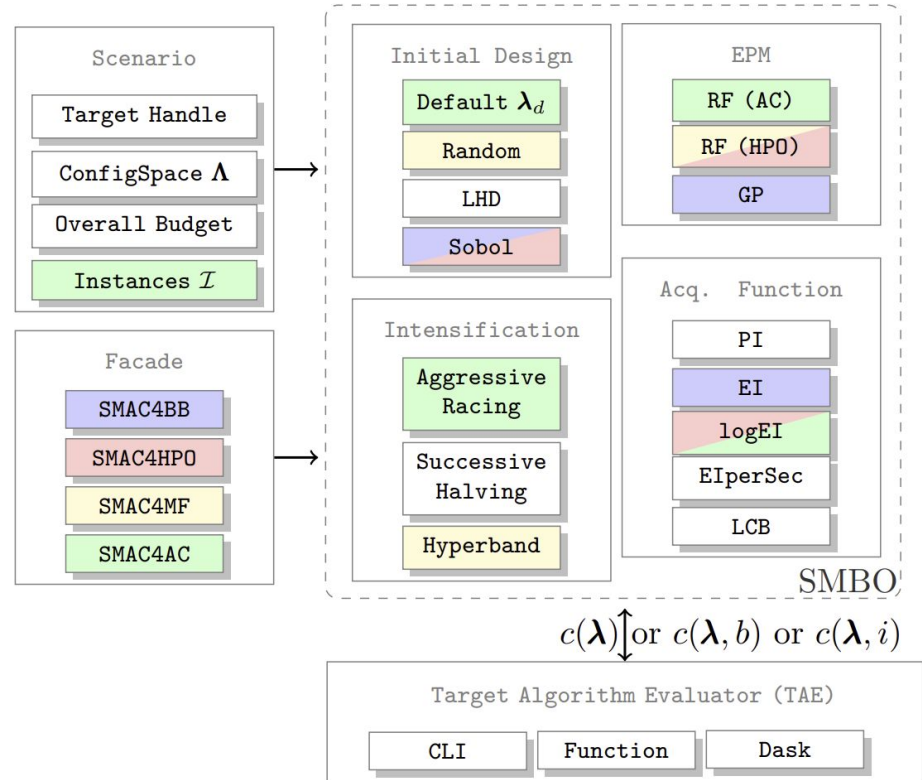 Scenario
Target Handle
ConfigSpace Λ
Overall Budget
Instances ℐ
Facade
SMAC4BB
SMAC4HPO
SMAC4MF
SMAC4AC
Initial Design
Default λ_d
Random
LHD
Sobol
Intensification
Aggressive
Racing
Successive
Halving
Hyperband
EPM
RF (AC)
RF (HPO)
GP
Acq. Function
PI
EI
logEI
EIperSec
LCB
SMBO
c(λ) or c(λ, b) or c(λ, i)
Target Algorithm Evaluator (TAE)
CLI
Function
Dask